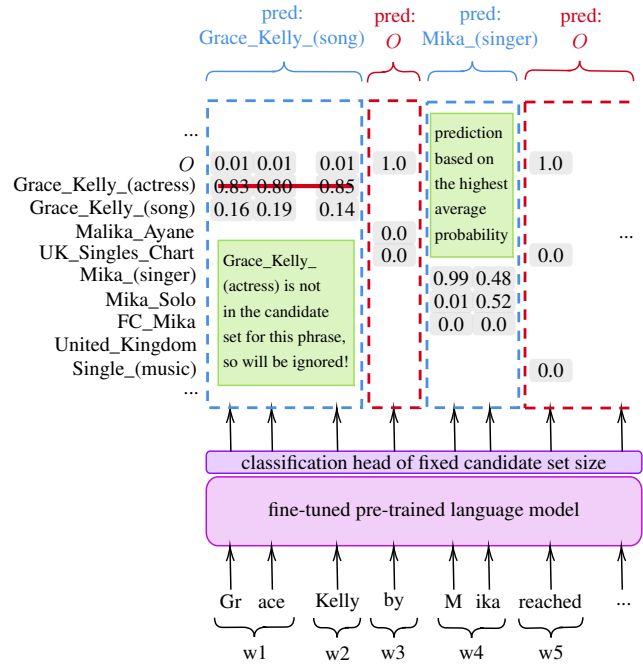 pred: pred: pred: pred:
Grace_Kelly_(song) O Mika_(singer) O
...
O 0.01 0.01 0.01 1.0 1.0
Grace_Kelly_(actress) 0.83 0.80 0.85
Grace_Kelly_(song) 0.16 0.19 0.14
Malika_Ayane 0.0 ...
UK_Singles_Chart 0.0 0.0
Mika_(singer) 0.99 0.48
Mika_Solo 0.01 0.52
FC_Mika 0.0 0.0
United_Kingdom
Single_(music) 0.0
...
prediction
based on
the highest
average
probability
Grace_Kelly_
(actress) is not
in the candidate
set for this phrase,
so will be ignored!
classification head of fixed candidate set size
fine-tuned pre-trained language model
Gr ace Kelly by M ika reached ...
w1 w2 w3 w4 w5